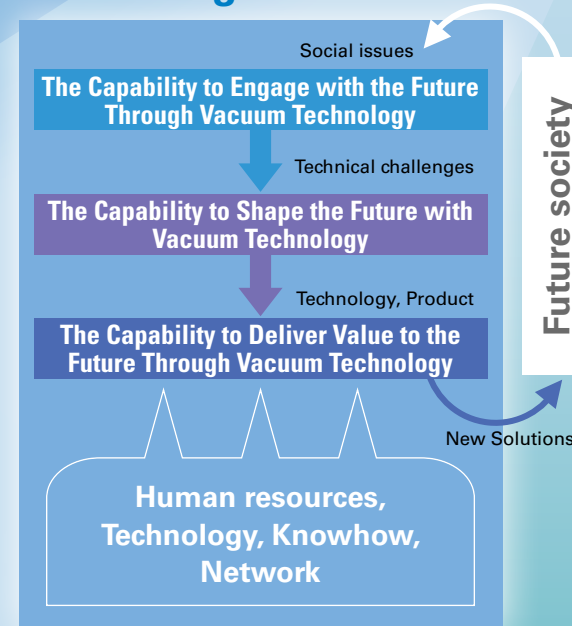 Social issues
The Capability to Engage with the Future
Through Vacuum Technology
Technical challenges
The Capability to Shape the Future with
Vacuum Technology
Technology, Product
The Capability to Deliver Value to the
Future Through Vacuum Technology
New Solutions
Human resources,
Technology, Knowhow,
Network
Future society